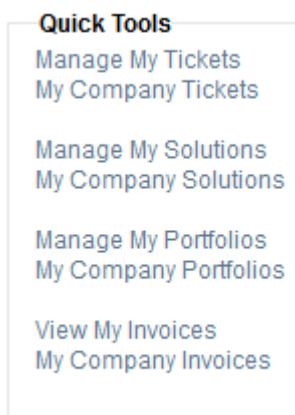 Quick Tools
Manage My Tickets
My Company Tickets
Manage My Solutions
My Company Solutions
Manage My Portfolios
My Company Portfolios
View My Invoices
My Company Invoices